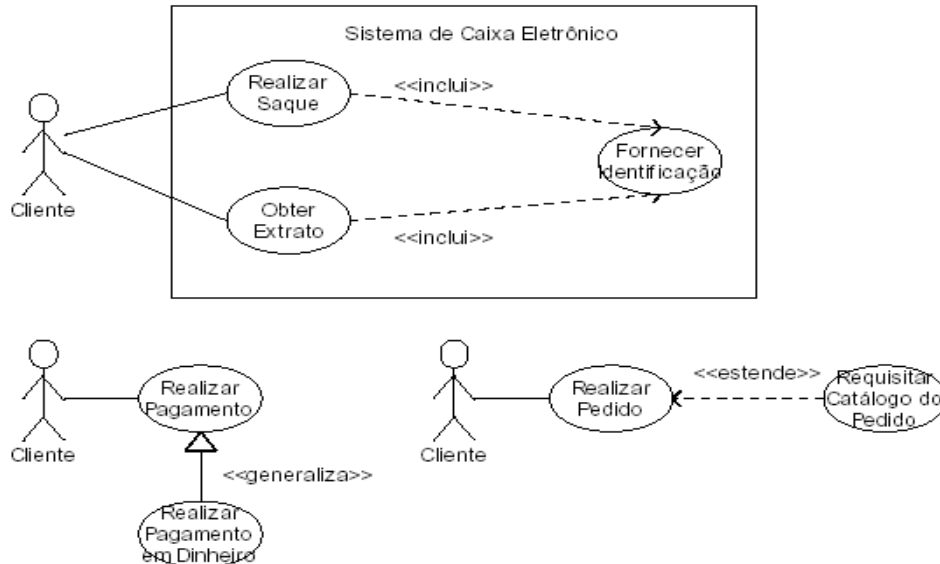 Sistema de Caixa Eletrônico
Realizar
Saque
<<inclui>>
Fornecer
Identificação
Cliente
Obter
Extrato
<<inclui>>
Realizar
Pagamento
Cliente
<<generaliza>>
Realizar
Pagamento
em Dinheiro
Realizar
Pedido
Cliente
<<estende>>
Requisitar
Catálogo do
Pedido